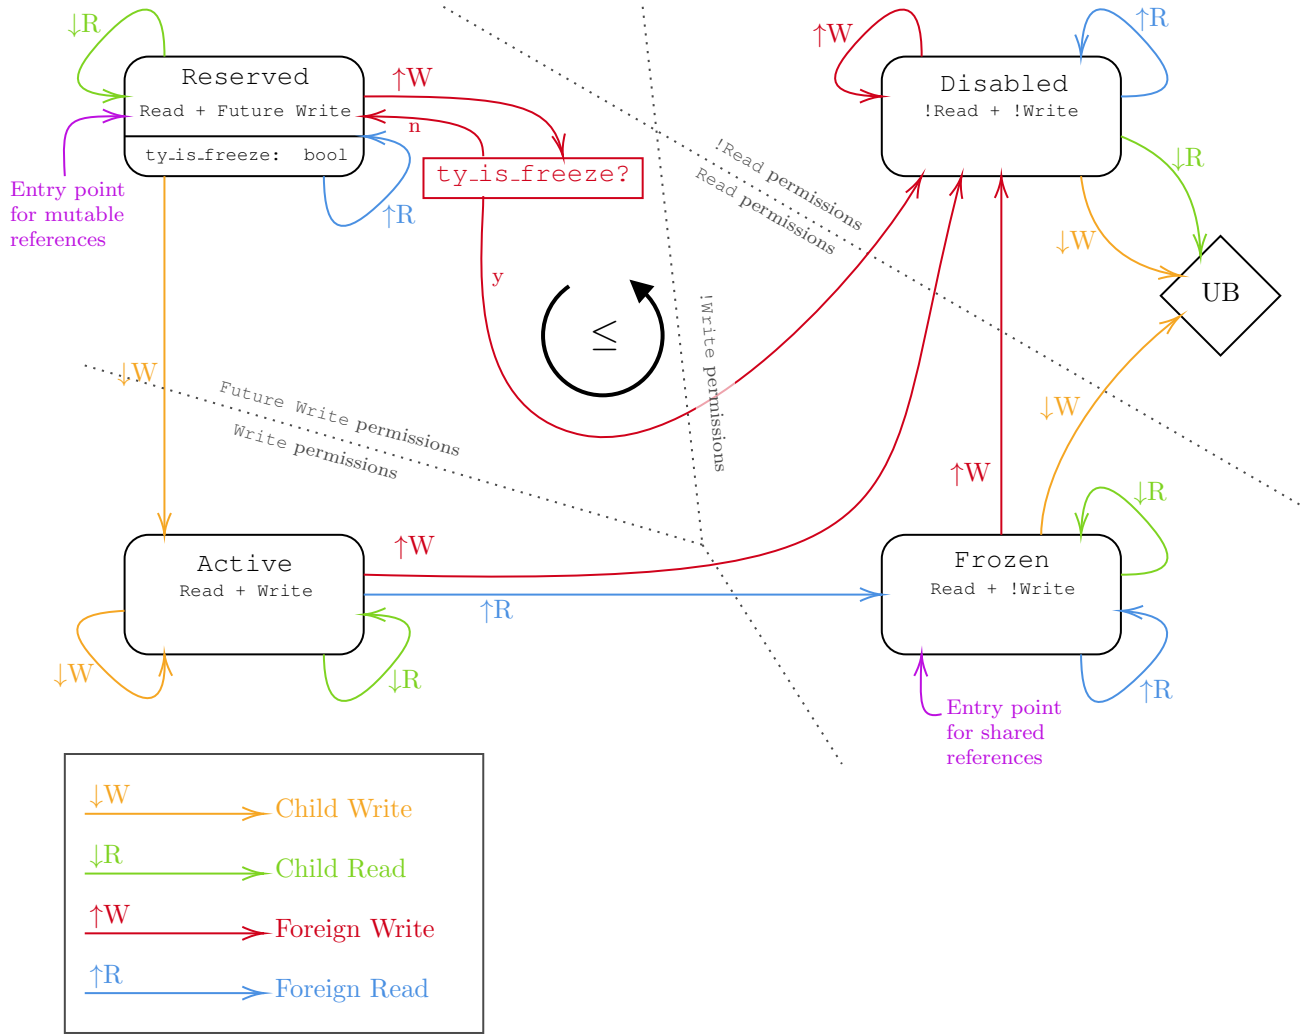 ↓R
Reserved
Read + Future Write
ty_is_freeze: bool
↑W
n
ty_is_freeze?
y
↑R
Entry point
for mutable
references
↑W
↑R
Disabled
!Read + !Write
↓R
↓W
UB
!Read permissions
Read permissions
!Write permissions
≤
↓W
Future Write permissions
Write permissions
↓W
↑W
Active
Read + Write
↑W
↑R
↓W
↓R
Frozen
Read + !Write
↓R
↑R
Entry point
for shared
references
↓W
Child Write
↓R
Child Read
↑W
Foreign Write
↑R
Foreign Read